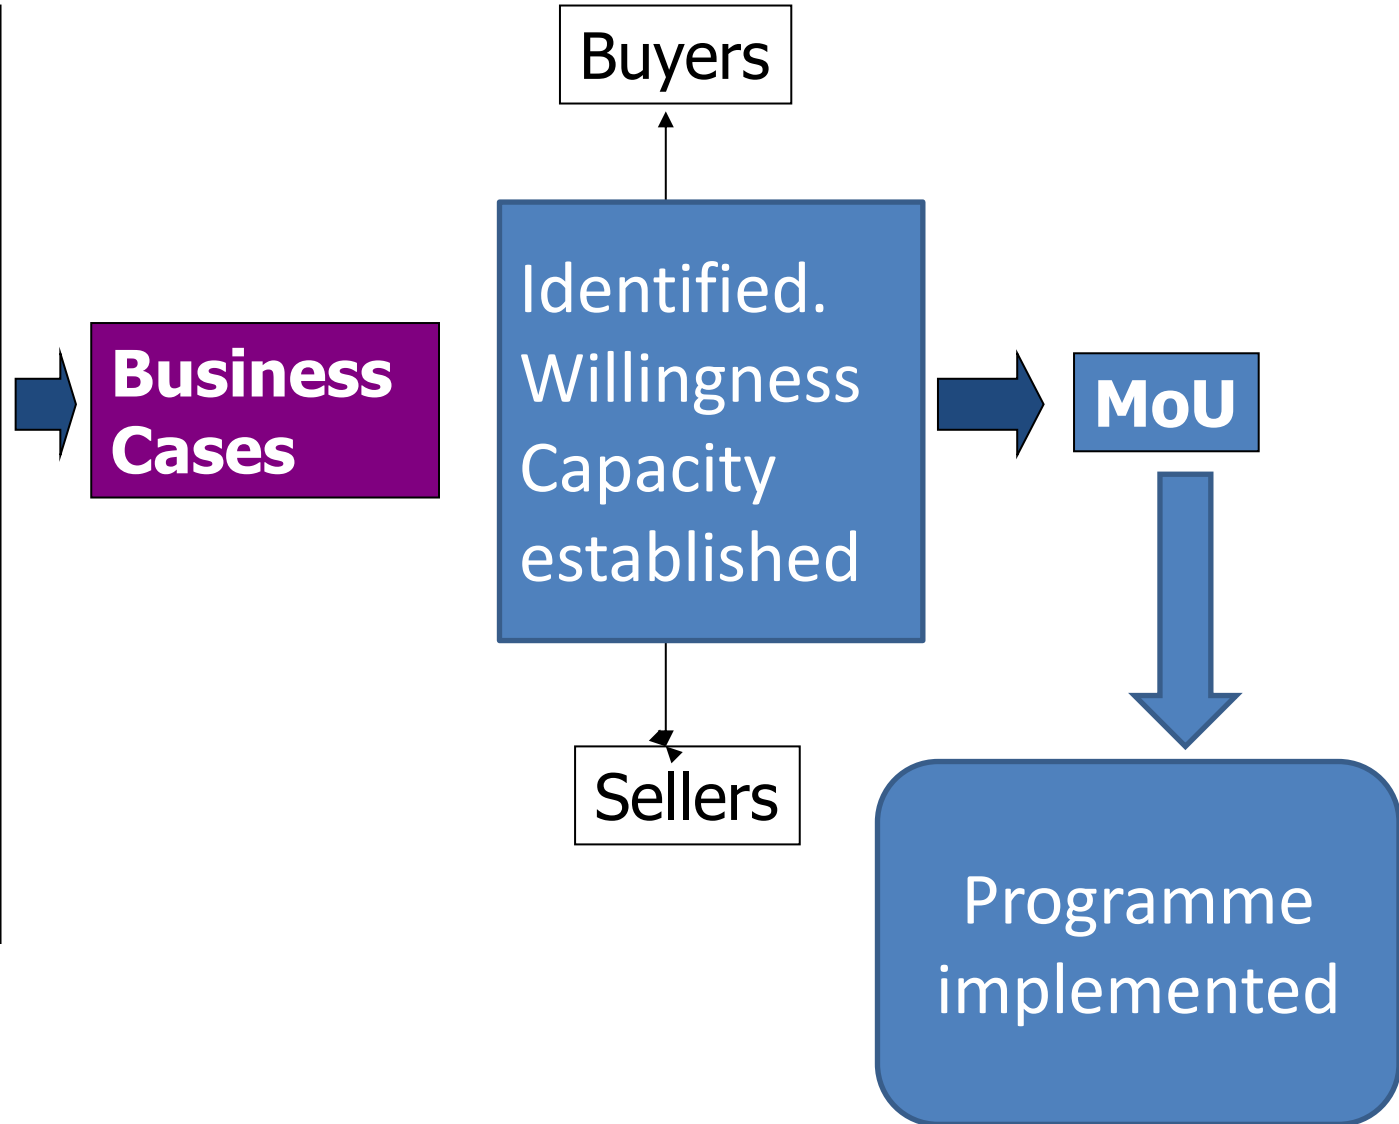 Buyers
Business
Cases
Identified.
Willingness
Capacity
established
MoU
Sellers
Programme
implemented